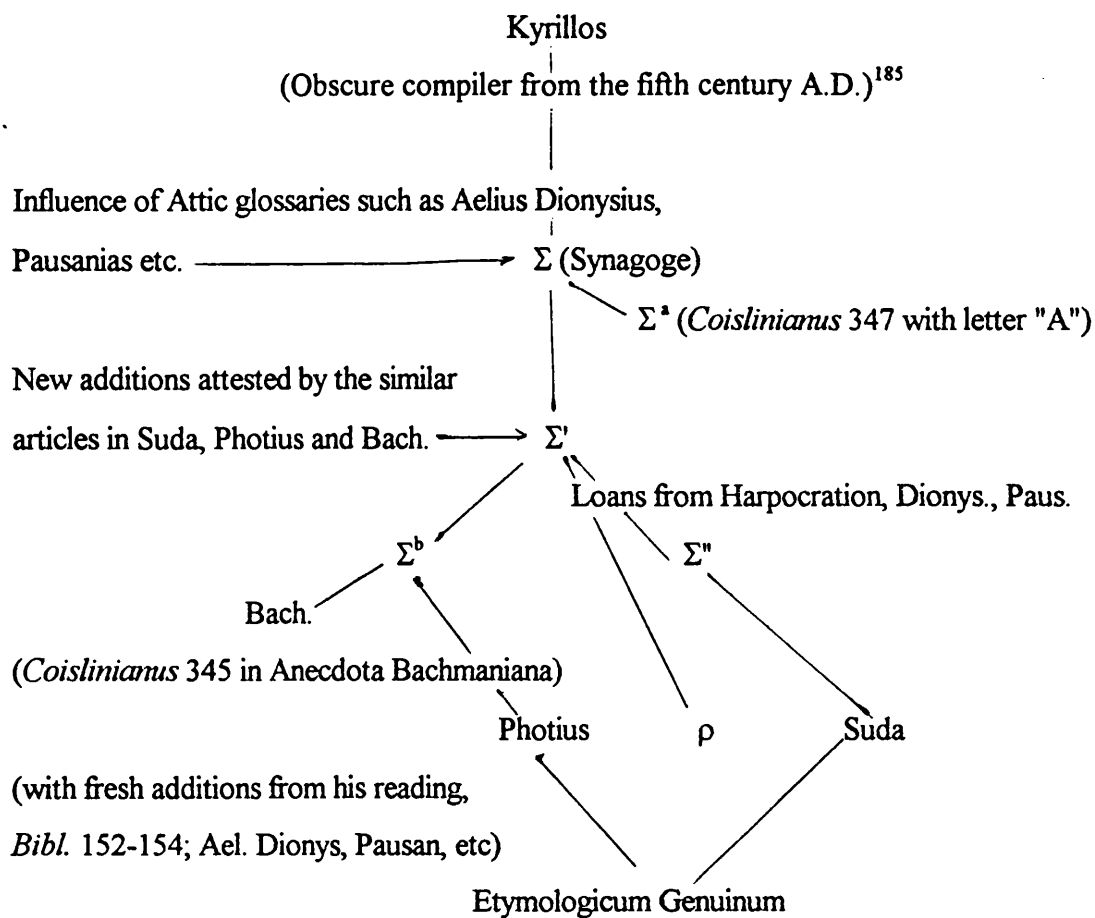 Kyrillos
(Obscure compiler from the fifth century A.D.)185
Influence of Attic glossaries such as Aelius Dionysius,
Pausanias etc. Σ (Synagoge)
Σa (Coislinianus 347 with letter "A")
New additions attested by the similar
articles in Suda, Photius and Bach. Σ'
Loans from Harpocration, Dionys., Paus.
Σb Σ"
Bach.
(Coislinianus 345 in Anecdota Bachmaniana)
Photius ρ Suda
(with fresh additions from his reading,
Bibl. 152-154; Ael. Dionys, Pausan, etc)
Etymologicum Genuinum